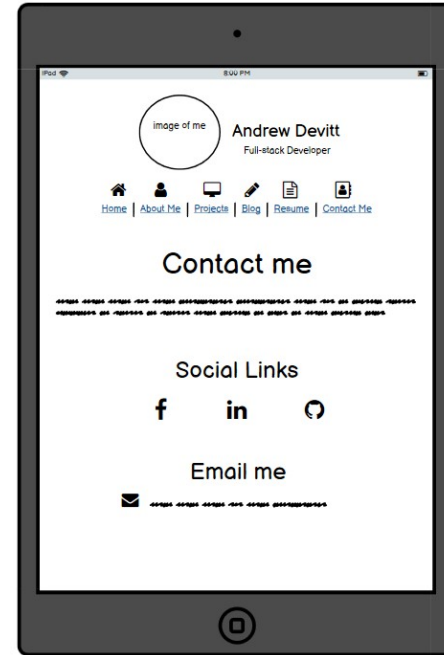 iPod 8:00 PM
image of me
Andrew Devitt
Full-stack Developer
Home | About Me | Projects | Blog | Resume | Contact Me
Contact me
Social Links
f in
Email me